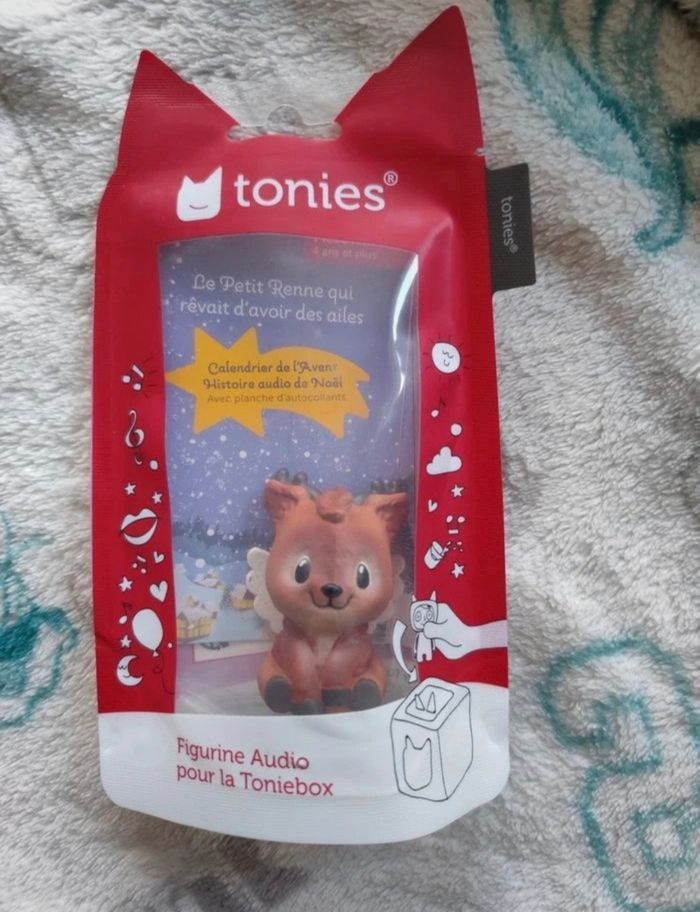 tonies®
tonies®
4 ans et plus
Le Petit Renne qui
rêvait d'avoir des ailes
Calendrier de l'Aven
Histoire audio de Noël
Avec planche d'autocollants
Figurine Audio
pour la Toniebox